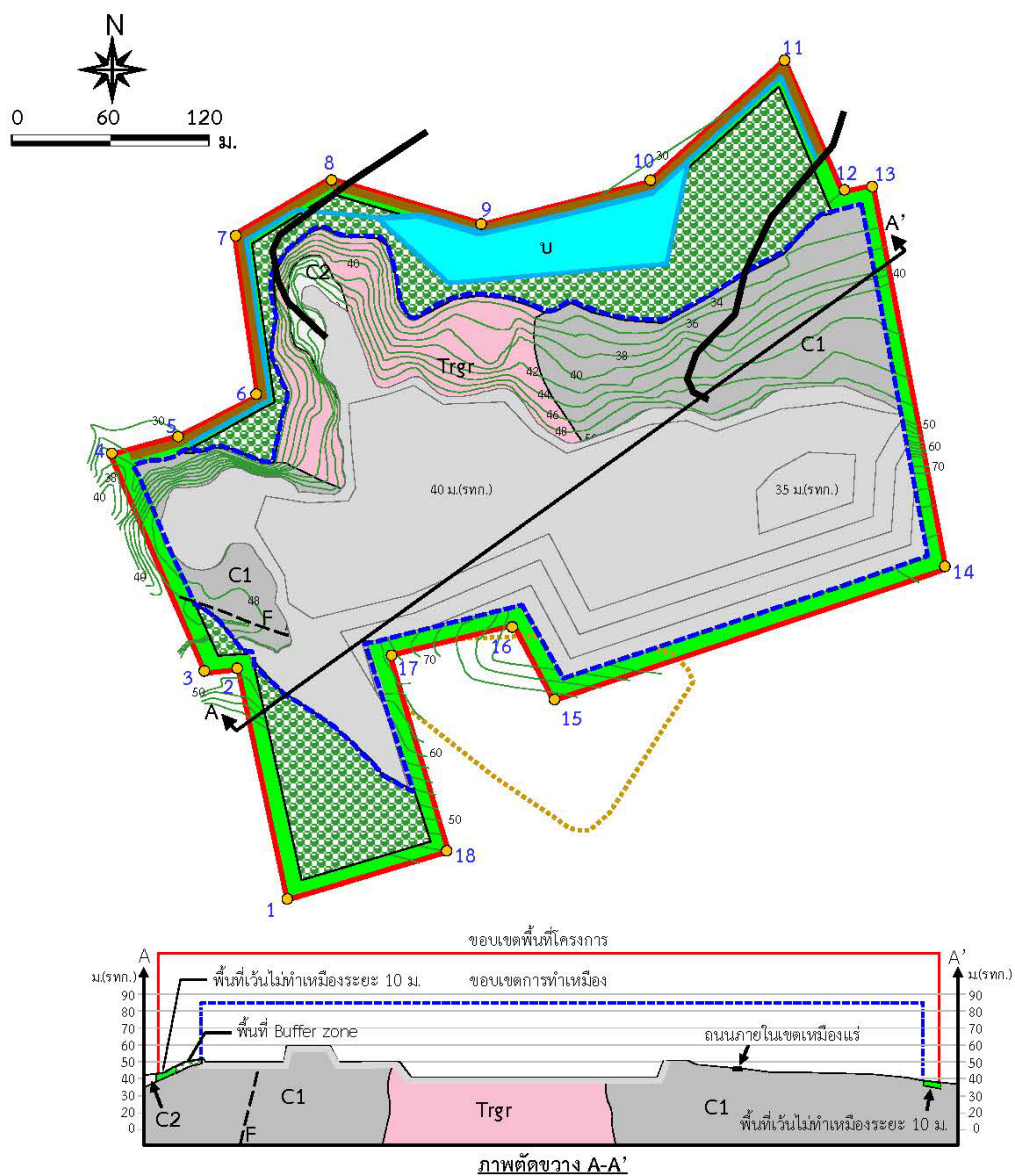 N
0 60 120
ม.
11
8
10
30
12
13
9
7
A'
บ
40
C2
40
34
36
C1
38
Trgr
42
40
44
6
46
48
50
5
30
50
4
60
38
70
40
40 ม.(รทก.)
35 ม.(รทก.)
40
C1
14
48
F
16
17
70
2
3
50
15
A
60
50
18
1
ขอบเขตพื้นที่โครงการ
A
A'
ม.(รทก.)
พื้นที่เว้นไม่ทำเหมืองระยะ 10 ม.
ขอบเขตการทำเหมือง
ม.(รทก.)
90 90
80 80
70 70
พื้นที่ Buffer zone
ถนนภายในเขตเหมืองแร่
60 60
50 50
40 40
30 30
20 20
10 10
0 0
C2
C1
F
Trgr
C1
พื้นที่เว้นไม่ทำเหมืองระยะ 10 ม.
ภาพตัดขวาง A-A'